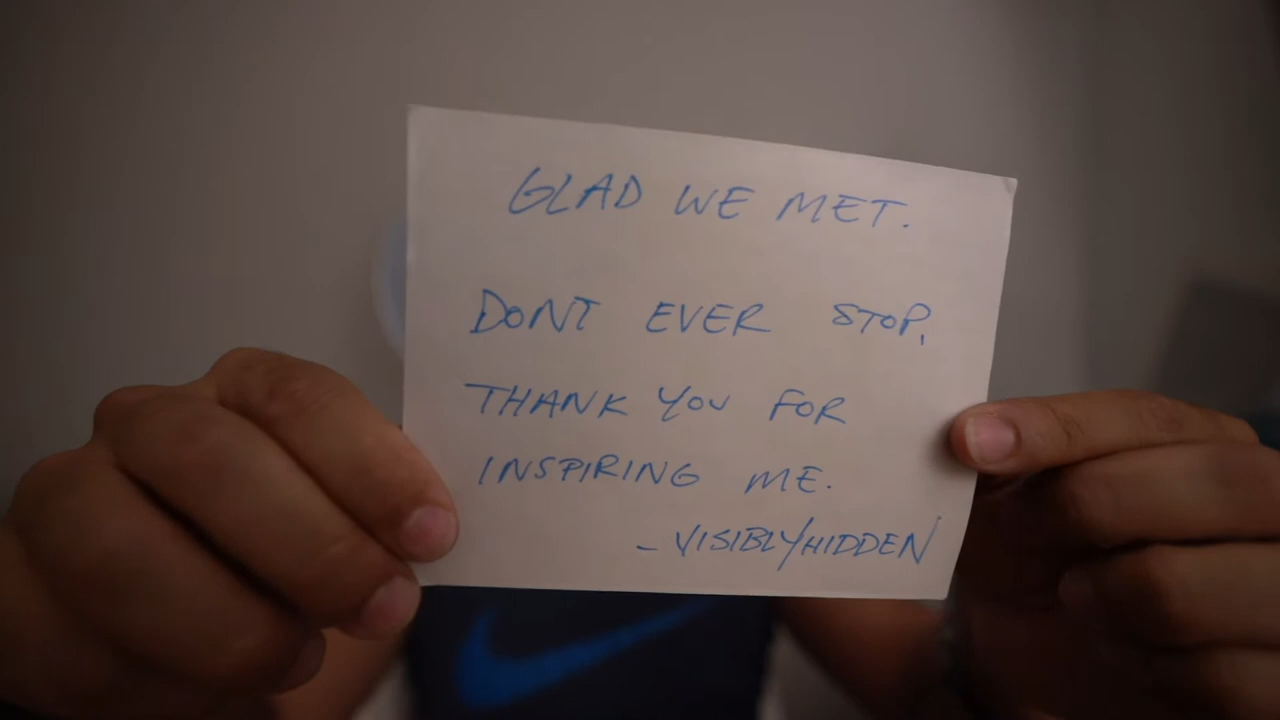 GLAD WE MET.
DONT EVER STOP.
THANK YOU FOR
INSPIRING ME.
- VISIBLYHIDDEN